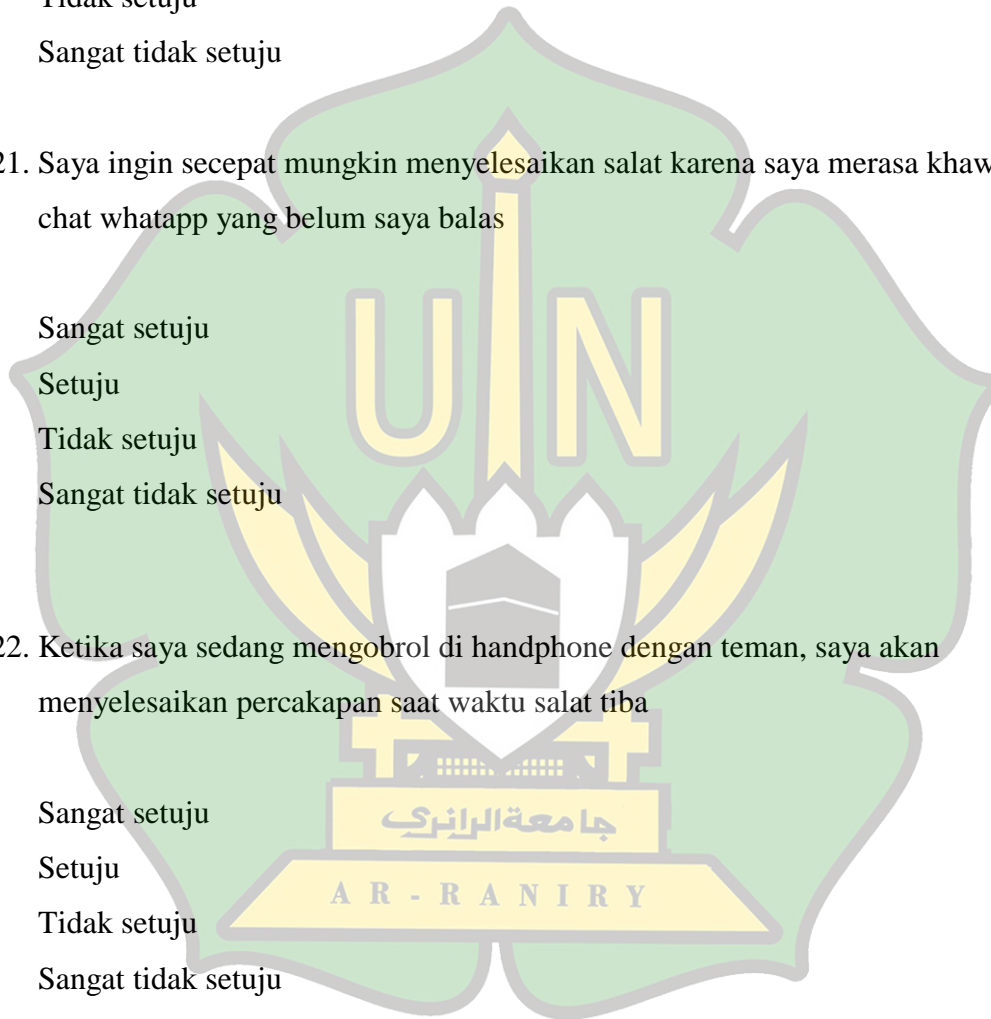 Tidak setuju
Sangat tidak setuju
21. Saya ingin secepat mungkin menyelesaikan salat karena saya merasa khaw
chat whatapp yang belum saya balas
Sangat setuju
Setuju
Tidak setuju
Sangat tidak setuju
UIN
22. Ketika saya sedang mengobrol di handphone dengan teman, saya akan
menyelesaikan percakapan saat waktu salat tiba
Sangat setuju
جامعةالرانري
Setuju
AR-RANIRY
Tidak setuju
Sangat tidak setuju